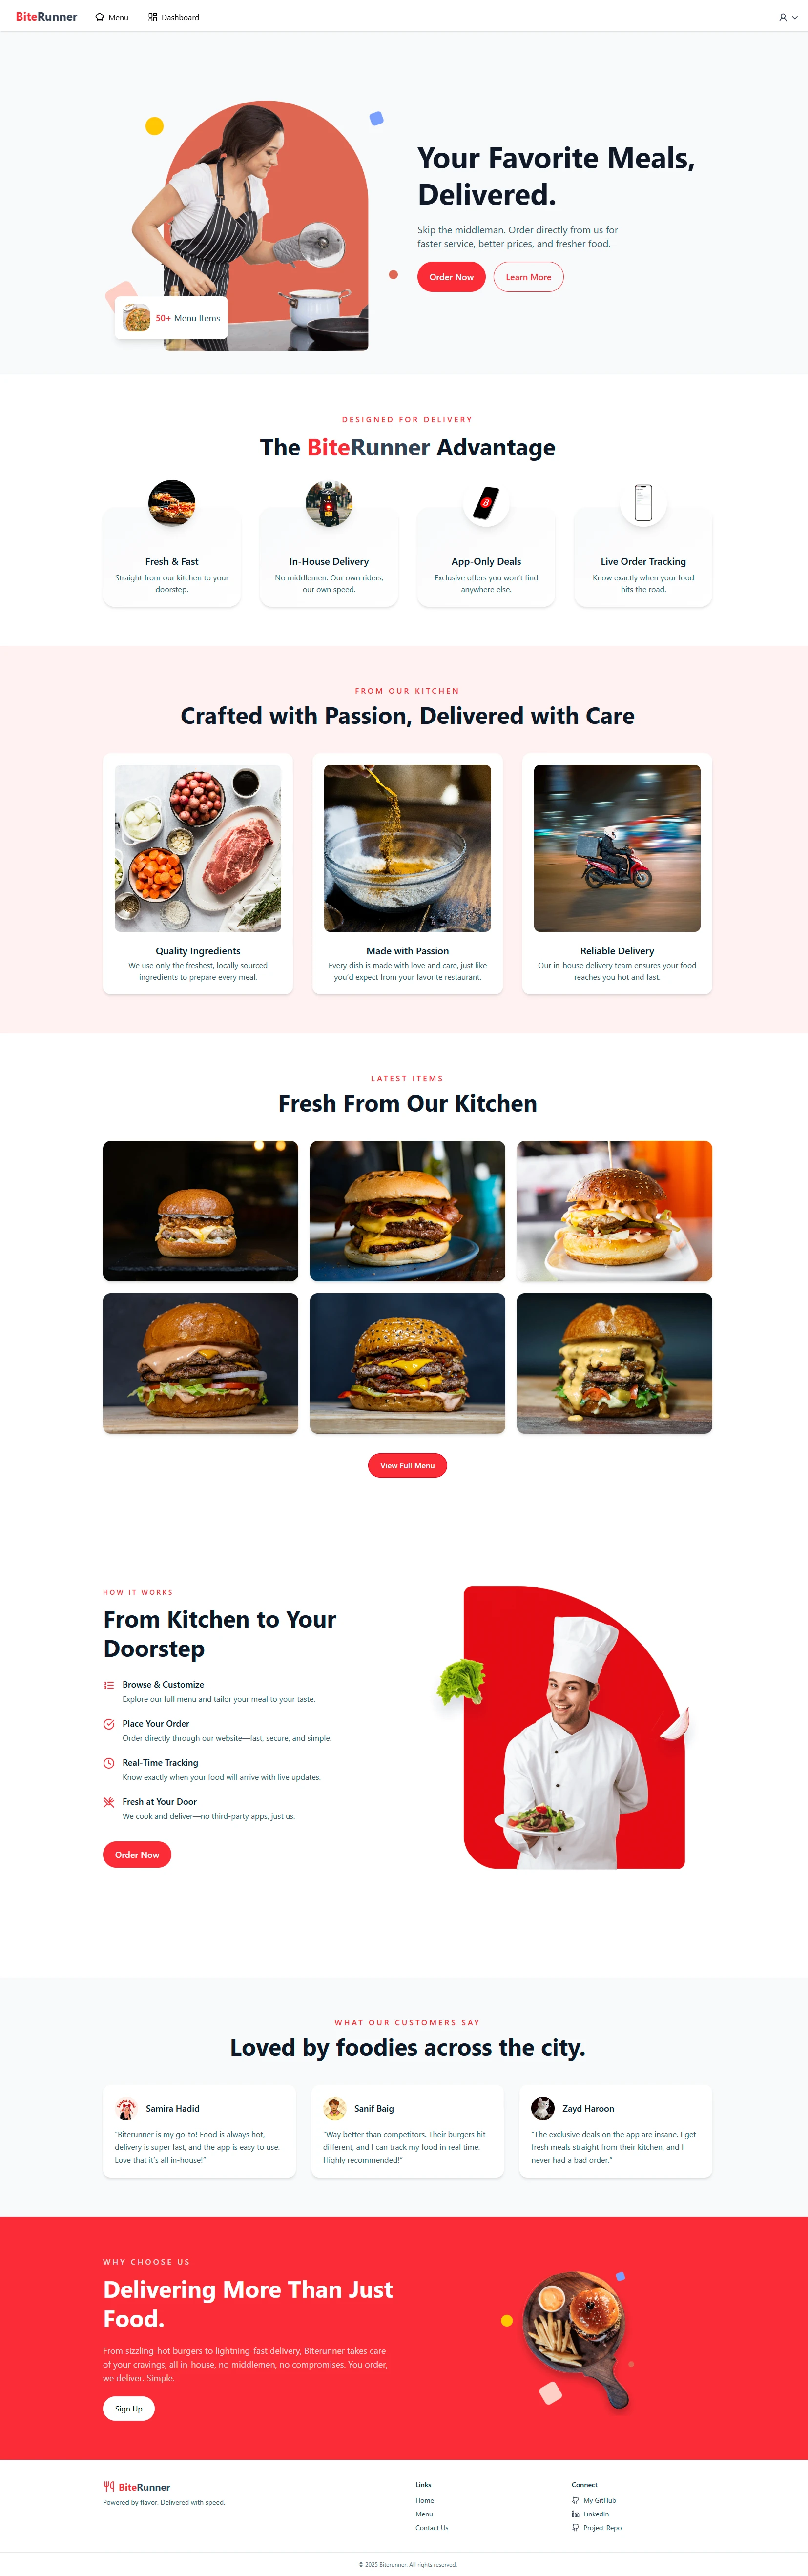 BiteRunner
Menu
Dashboard
Your Favorite Meals,
Delivered.
Skip the middleman. Order directly from us for
faster service, better prices, and fresher food.
Order Now
Learn More
50+ Menu Items
DESIGNED FOR DELIVERY
The BiteRunner Advantage
Fresh & Fast
Straight from our kitchen to your
doorstep.
In-House Delivery
No middlemen. Our own riders,
our own speed.
App-Only Deals
Exclusive offers you won't find
anywhere else.
Live Order Tracking
Know exactly when your food
hits the road.
FROM OUR KITCHEN
Crafted with Passion, Delivered with Care
Quality Ingredients
We use only the freshest, locally sourced
ingredients to prepare every meal.
Made with Passion
Every dish is made with love and care, just like
you'd expect from your favorite restaurant.
Reliable Delivery
Our in-house delivery team ensures your food
reaches you hot and fast.
LATEST ITEMS
Fresh From Our Kitchen
View Full Menu
HOW IT WORKS
From Kitchen to Your
Doorstep
Browse & Customize
Explore our full menu and tailor your meal to your taste.
Place Your Order
Order directly through our website—fast, secure, and simple.
Real-Time Tracking
Know exactly when your food will arrive with live updates.
Fresh at Your Door
We cook and deliver—no third-party apps, just us.
Order Now
WHAT OUR CUSTOMERS SAY
Loved by foodies across the city.
Samira Hadid
"Biterunner is my go-to! Food is always hot,
delivery is super fast, and the app is easy to use.
Love that it's all in-house!"
Sanif Baig
"Way better than competitors. Their burgers hit
different, and I can track my food in real time.
Highly recommended!"
Zayd Haroon
"The exclusive deals on the app are insane. I get
fresh meals straight from their kitchen, and I
never had a bad order."
WHY CHOOSE US
Delivering More Than Just
Food.
From sizzling-hot burgers to lightning-fast delivery, Biterunner takes care
of your cravings, all in-house, no middlemen, no compromises. You order,
we deliver. Simple.
Sign Up
BiteRunner
Powered by flavor. Delivered with speed.
Links
Home
Menu
Contact Us
Connect
My GitHub
LinkedIn
Project Repo
© 2025 Biterunner. All rights reserved.